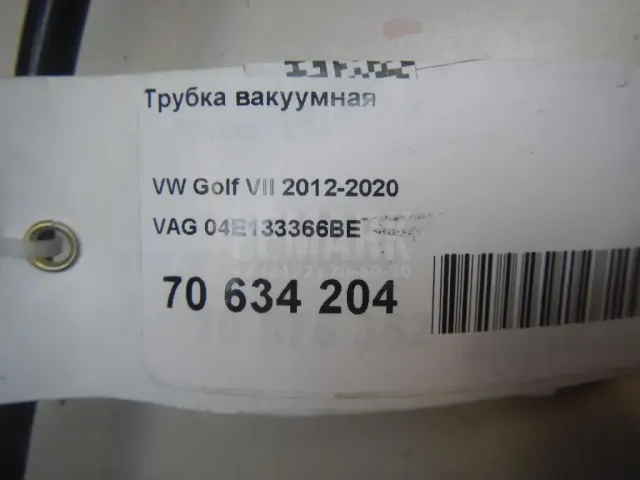 Трубка вакуумная
VW Golf VII 2012-2020
VAG 04E133366BE
70 634 204